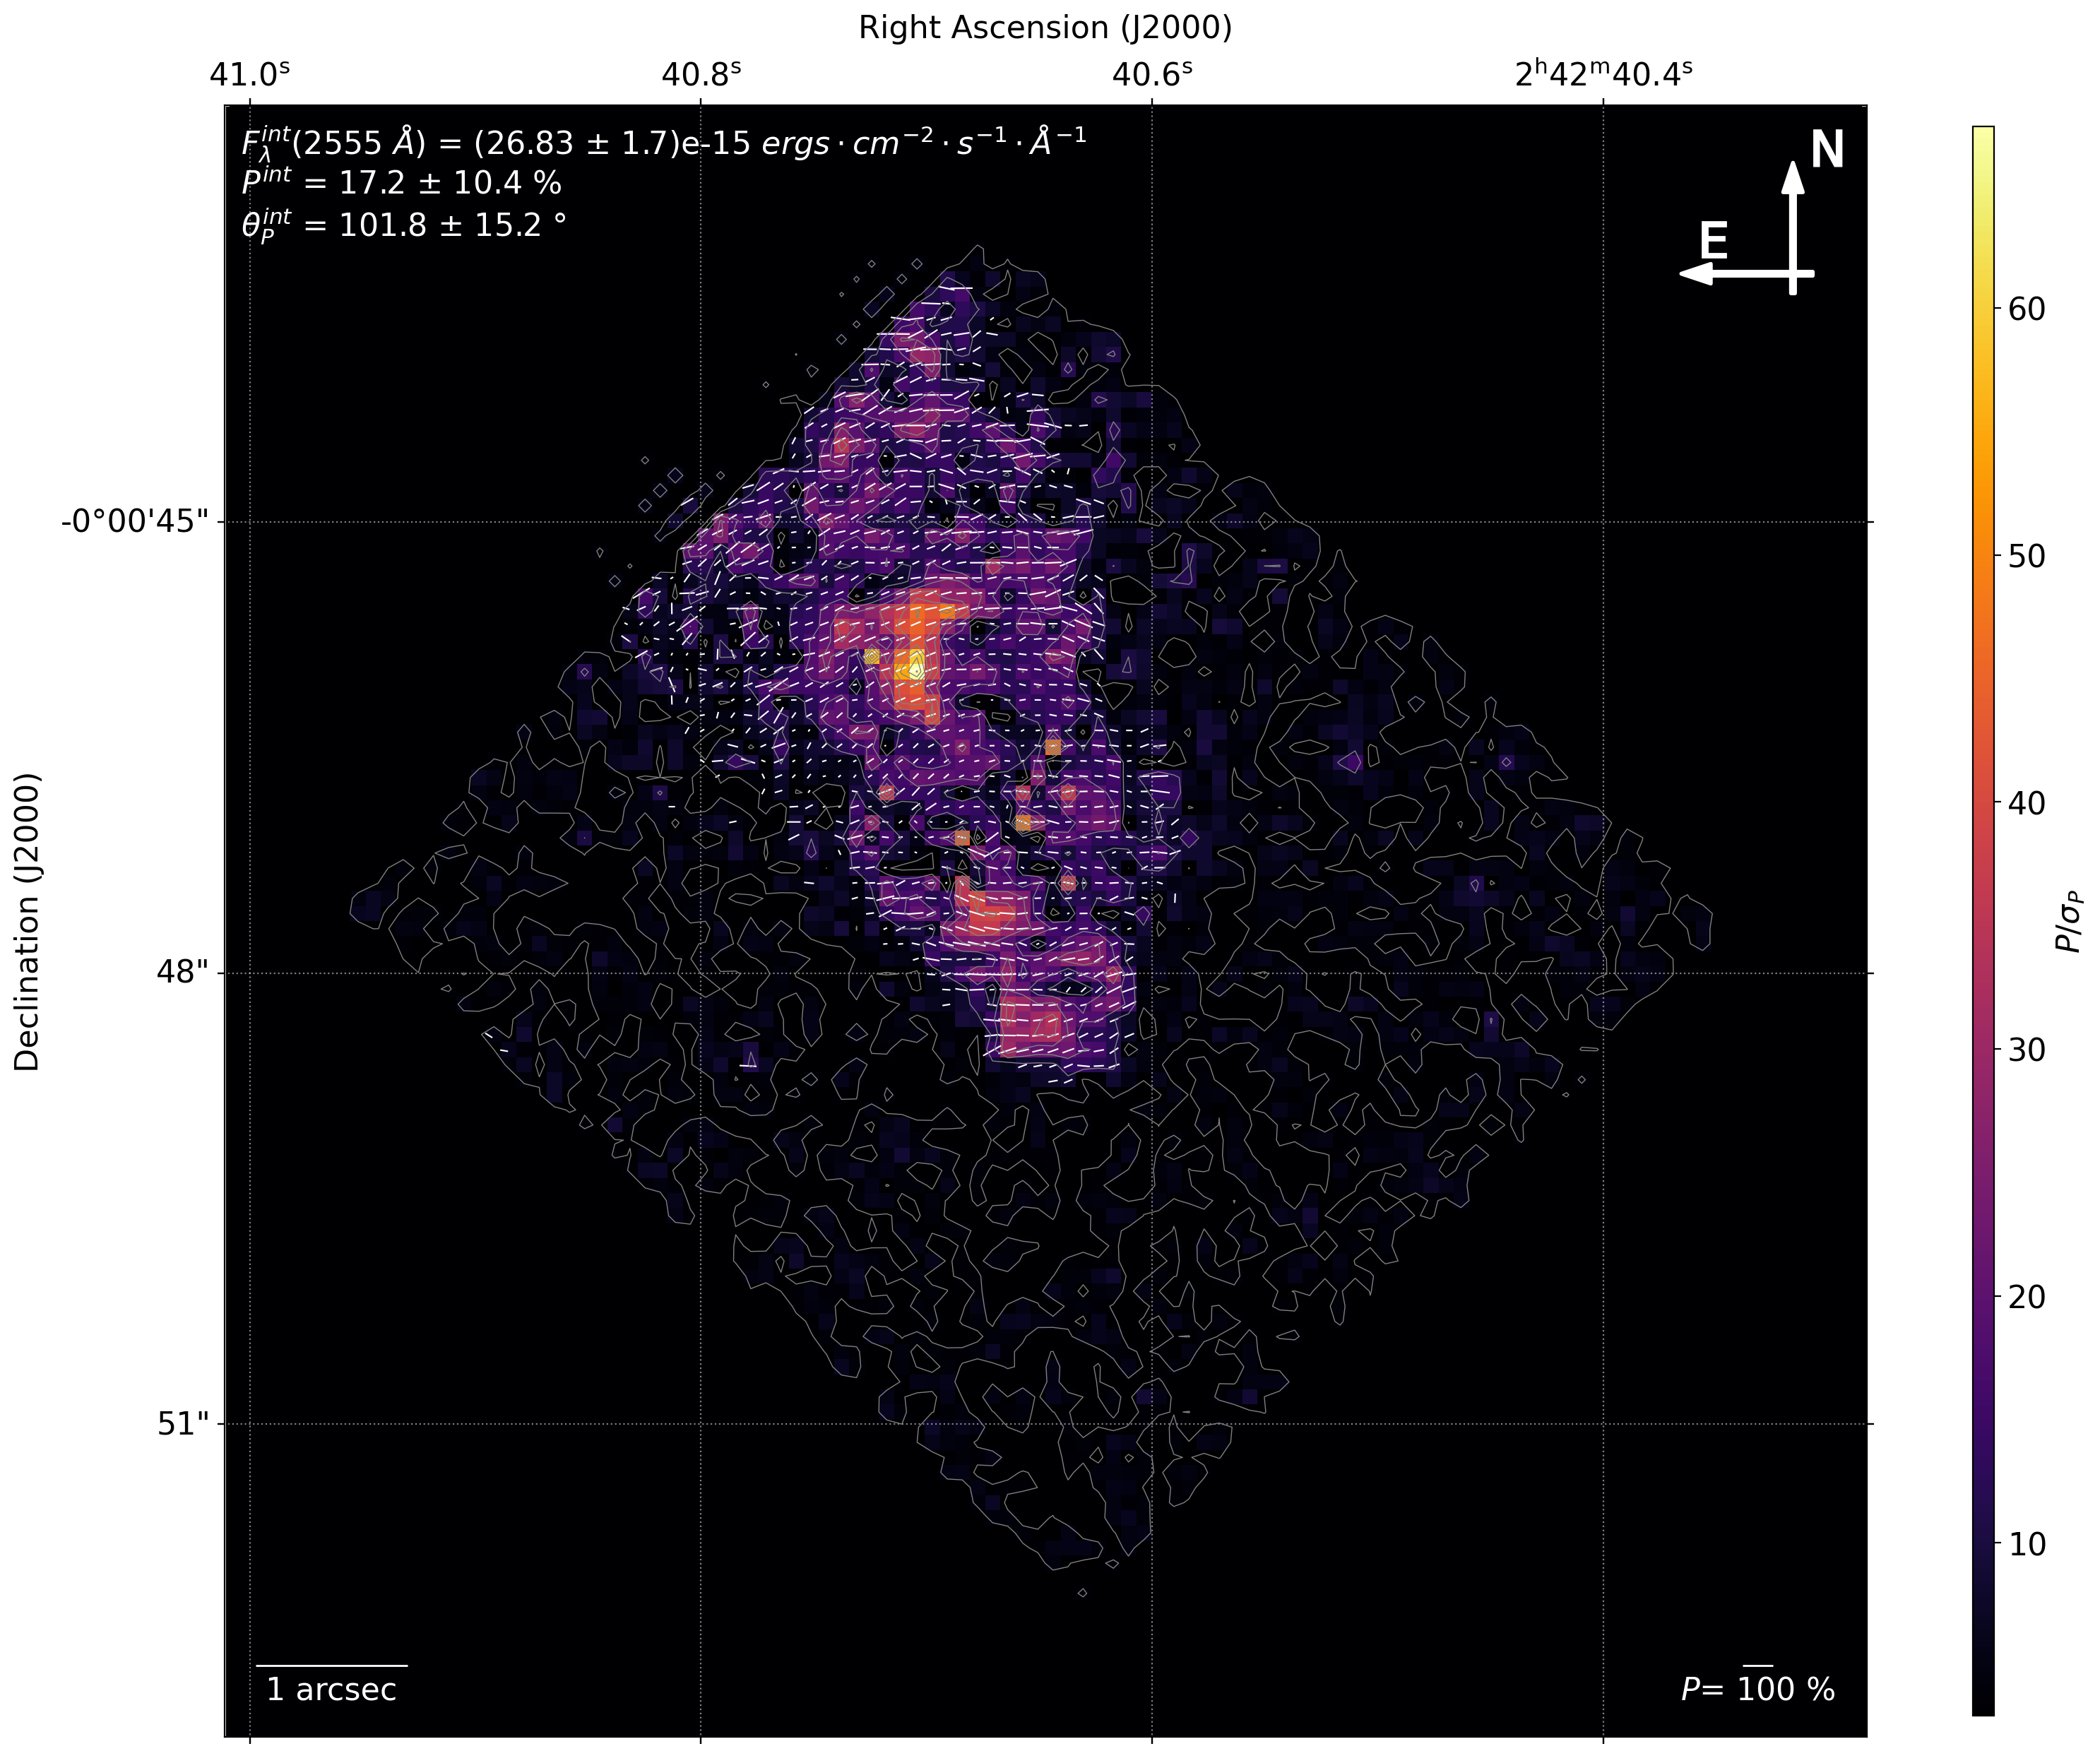 Right Ascension (J2000)
41.0ˢ 40.8ˢ 40.6ˢ 2ʰ42ᵐ40.4ˢ
F_λ^int(2555 Å) = (26.83 ± 1.7)e-15 ergs · cm⁻² · s⁻¹ · Å⁻¹
P^int = 17.2 ± 10.4 %
θ_P^int = 101.8 ± 15.2 °
N
E
60
50
40
30
20
10
P/σ_P
Declination (J2000)
-0°00'45"
48"
51"
1 arcsec
P= 100 %